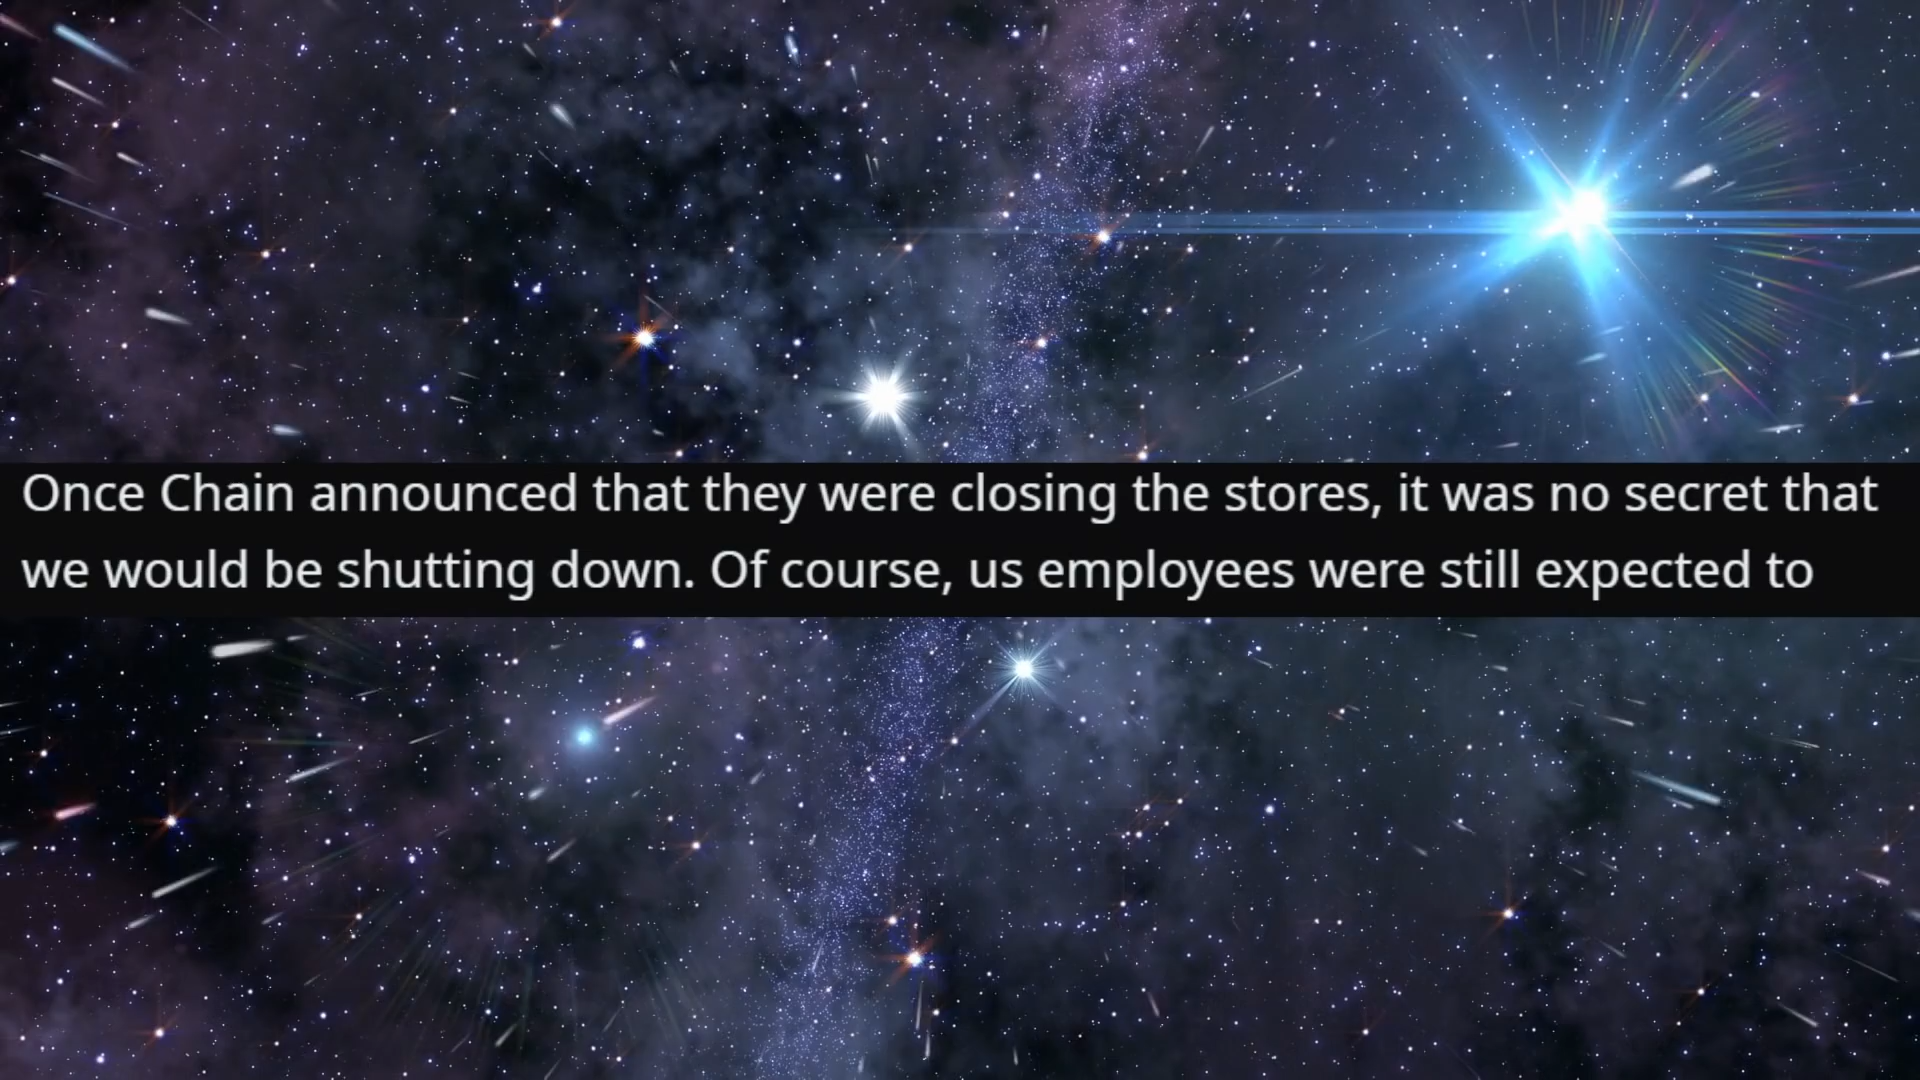 Once Chain announced that they were closing the stores, it was no secret that
we would be shutting down. Of course, us employees were still expected to